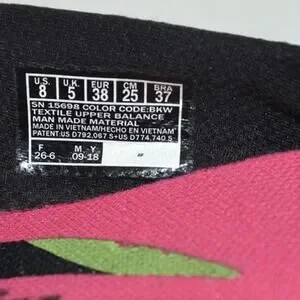 U.S. U.K. EUR CM BRA
8 5 38 25 37
SN 15698 COLOR CODE:BKW
TEXTILE UPPER BALANCE
MAN MADE MATERIAL
MADE IN VIETNAM/HECHO EN VIETNAM
PATENT:US D792,067 S+US D774,740 S
F M Y
26-6 09-18 #